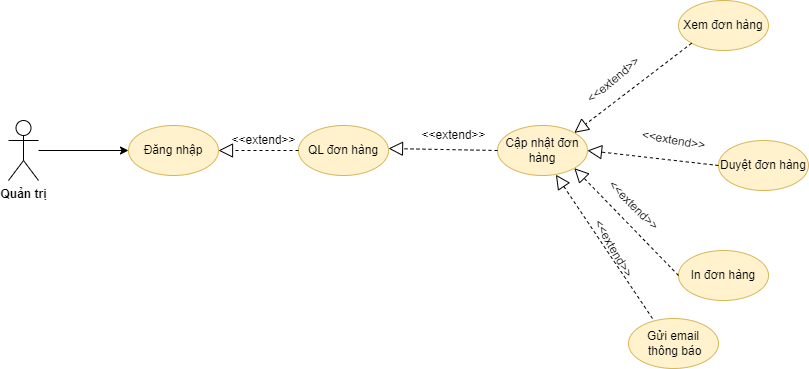 Xem đơn hàng
<<extend>>
Đăng nhập
<<extend>>
QL đơn hàng
<<extend>>
Cập nhật đơn
hàng
<<extend>>
Duyệt đơn hàng
Quản trị
<<extend>>
<<extend>>
In đơn hàng
Gửi email
thông báo